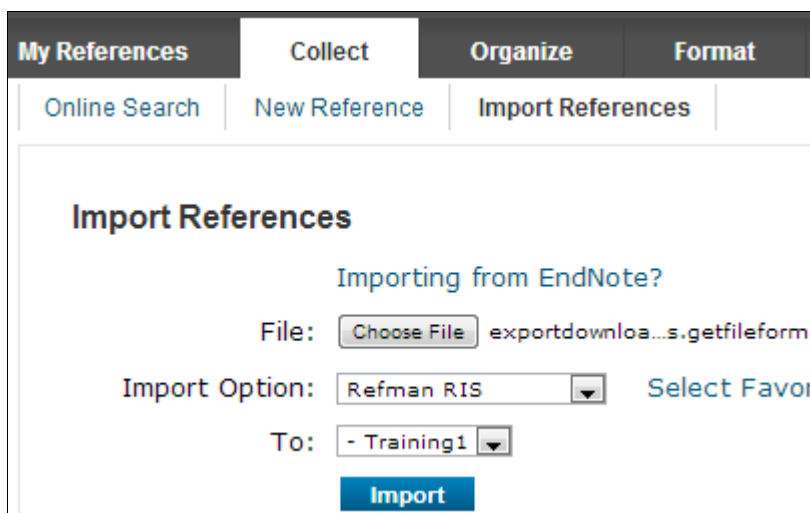 My References Collect Organize Format
Online Search New Reference Import References
Import References
Importing from EndNote?
File: Choose File exportdownloa...s.getfileform
Import Option: Refman RIS Select Favor
To: - Training1
Import